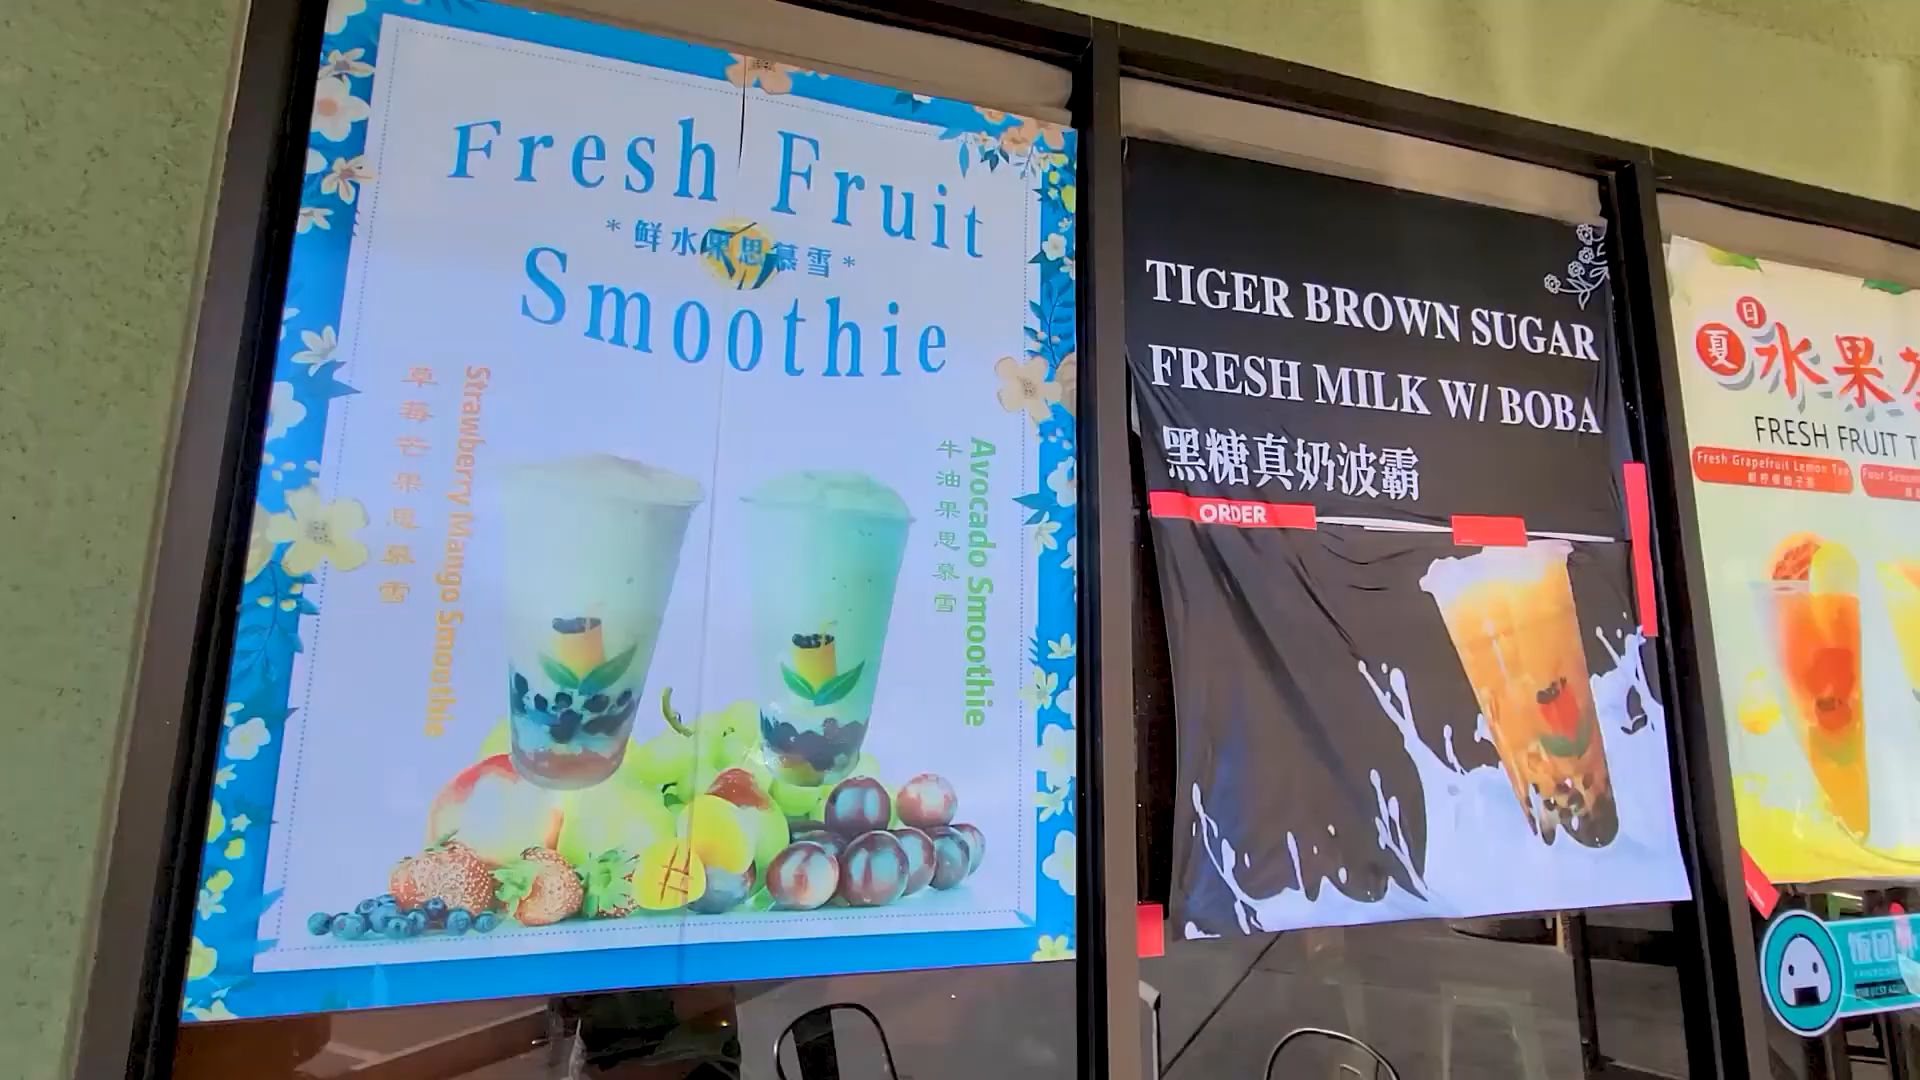 Fresh Fruit
*鲜水果思慕雪*
Smoothie
草莓芒果思慕雪
Strawberry Mango Smoothie
牛油果思慕雪
Avocado Smoothie
TIGER BROWN SUGAR
FRESH MILK W/ BOBA
黑糖真奶波霸
ORDER
夏日
水果
FRESH FRUIT
Fresh Grapefruit Lemon Tea
饭团